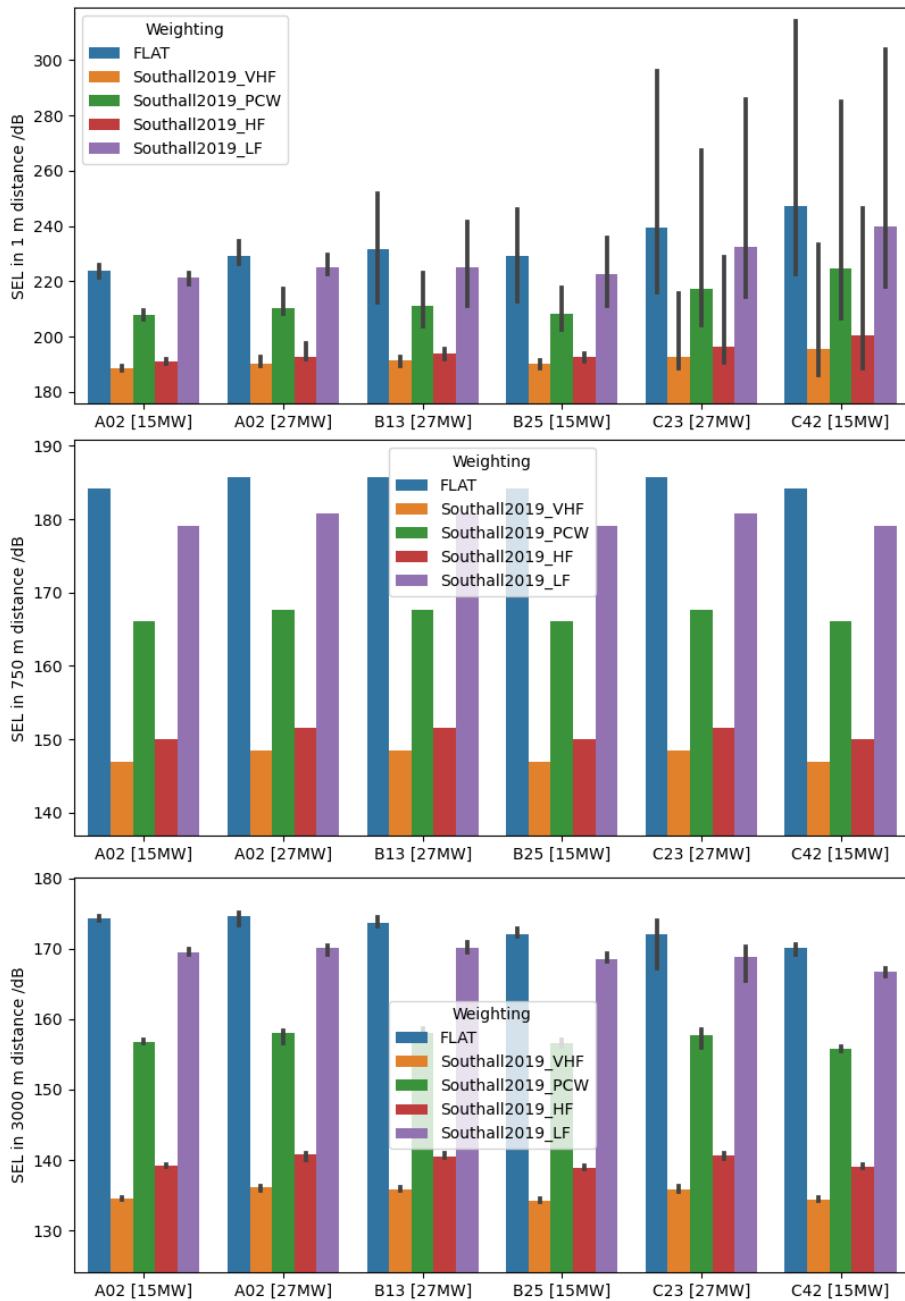 Weighting
FLAT
Southall2019_VHF
Southall2019_PCW
Southall2019_HF
Southall2019_LF
SEL in 1 m distance /dB
300
280
260
240
220
200
180
A02 [15MW] A02 [27MW] B13 [27MW] B25 [15MW] C23 [27MW] C42 [15MW]
Weighting
FLAT
Southall2019_VHF
Southall2019_PCW
Southall2019_HF
Southall2019_LF
SEL in 750 m distance /dB
190
180
170
160
150
140
A02 [15MW] A02 [27MW] B13 [27MW] B25 [15MW] C23 [27MW] C42 [15MW]
Weighting
FLAT
Southall2019_VHF
Southall2019_PCW
Southall2019_HF
Southall2019_LF
SEL in 3000 m distance /dB
180
170
160
150
140
130
A02 [15MW] A02 [27MW] B13 [27MW] B25 [15MW] C23 [27MW] C42 [15MW]